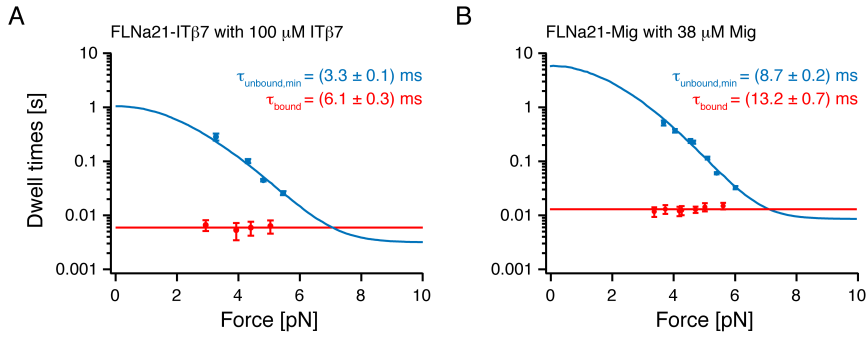 A
FLNa21-ITβ7 with 100 μM ITβ7
τunbound,min = (3.3 ± 0.1) ms
τbound = (6.1 ± 0.3) ms
Dwell times [s]
10
1
0.1
0.01
0.001
0 2 4 6 8 10
Force [pN]
B
FLNa21-Mig with 38 μM Mig
τunbound,min = (8.7 ± 0.2) ms
τbound = (13.2 ± 0.7) ms
10
1
0.1
0.01
0.001
0 2 4 6 8 10
Force [pN]